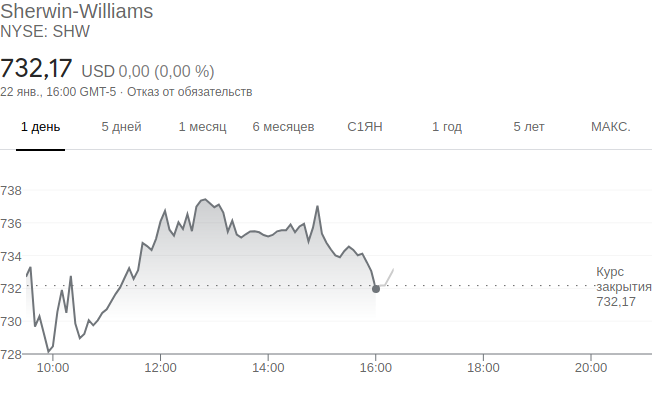 Sherwin-Williams
NYSE: SHW
732,17 USD 0,00 (0,00 %)
22 янв., 16:00 GMT-5 · Отказ от обязательств
1 день 5 дней 1 месяц 6 месяцев С1ЯН 1 год 5 лет МАКС.
738
736
734
732
730
728
Курс
закрытия
732,17
10:00 12:00 14:00 16:00 18:00 20:00